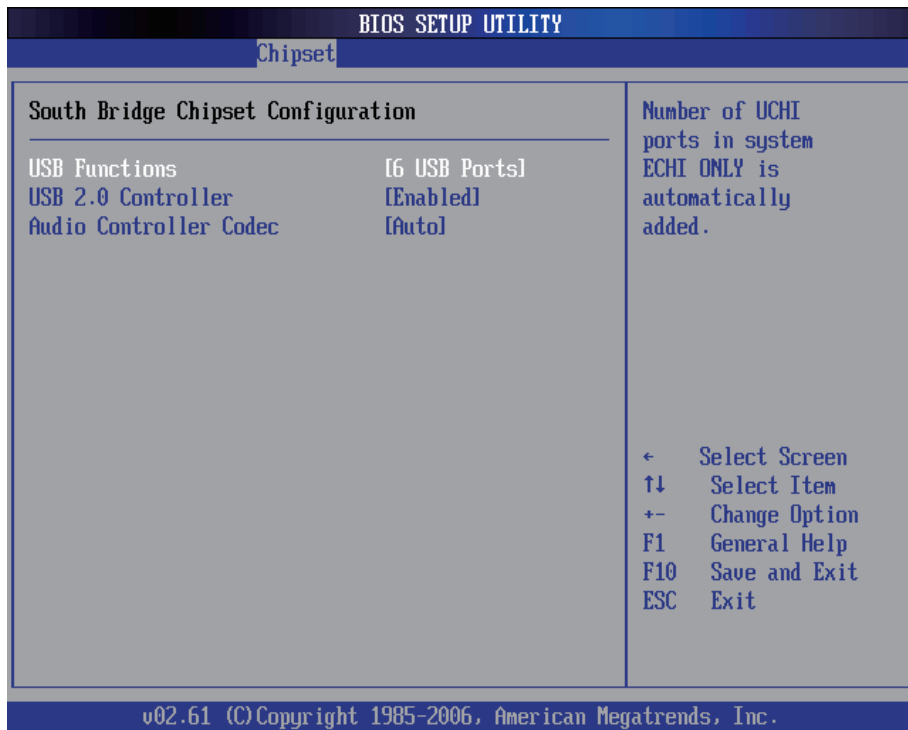 BIOS SETUP UTILITY
Chipset
South Bridge Chipset Configuration
USB Functions [6 USB Ports]
USB 2.0 Controller [Enabled]
Audio Controller Codec [Auto]
Number of UCHI
ports in system
ECHI ONLY is
automatically
added.
← Select Screen
↑↓ Select Item
+- Change Option
F1 General Help
F10 Save and Exit
ESC Exit
v02.61 (C)Copyright 1985-2006, American Megatrends, Inc.